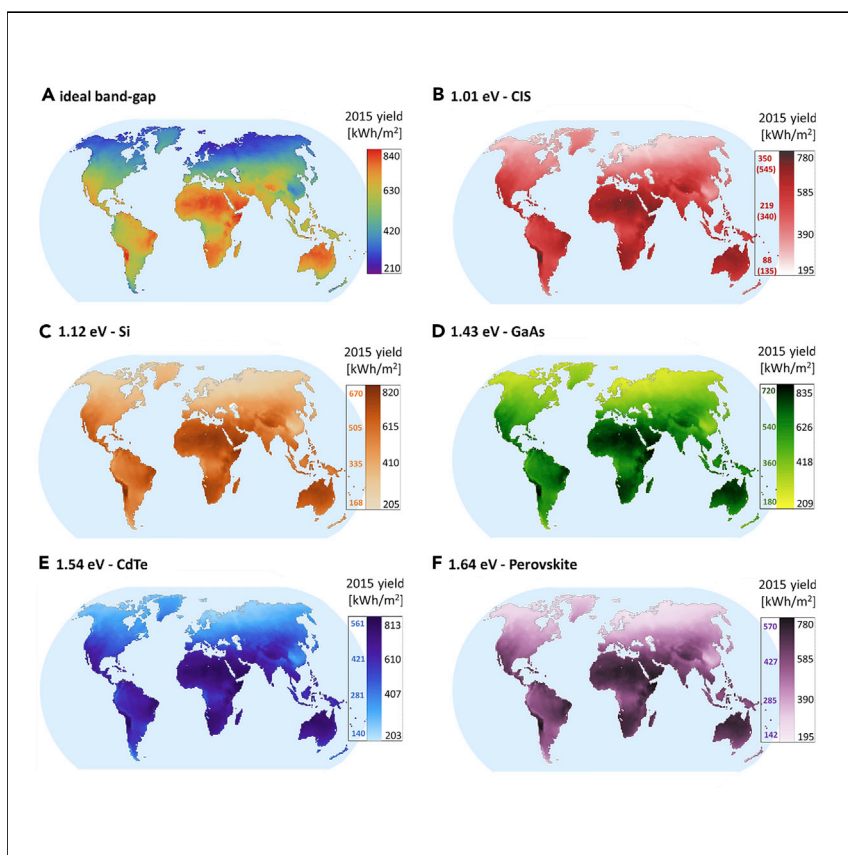 A ideal band-gap
2015 yield
[kWh/m²]
840
630
420
210
B 1.01 eV - CIS
2015 yield
[kWh/m²]
350
(545)
780
219
(340)
585
390
88
(135)
195
C 1.12 eV - Si
2015 yield
[kWh/m²]
670
820
505
615
335
410
168
205
D 1.43 eV - GaAs
2015 yield
[kWh/m²]
720
835
540
626
360
418
180
209
E 1.54 eV - CdTe
2015 yield
[kWh/m²]
561
813
421
610
281
407
140
203
F 1.64 eV - Perovskite
2015 yield
[kWh/m²]
570
780
427
585
285
390
142
195